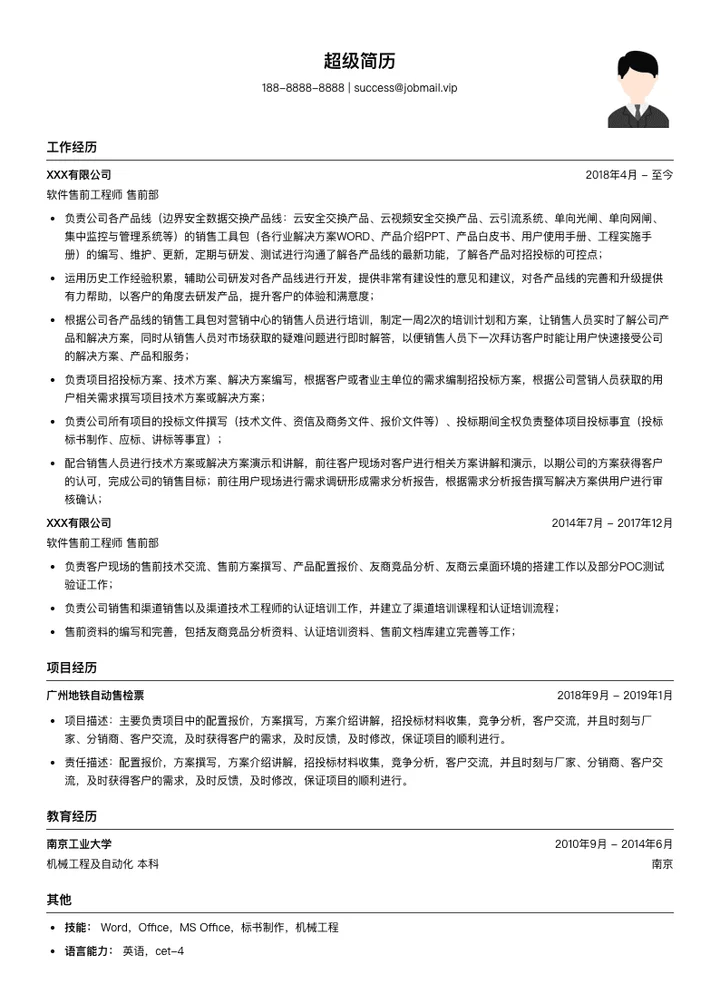 超级简历
188-8888-8888 | success@jobmail.vip
工作经历
XXX有限公司 2018年4月 – 至今
软件售前工程师 售前部
• 负责公司各产品线（边界安全数据交换产品线：云安全交换产品、云视频安全交换产品、云引流系统、单向光闸、单向网闸、
集中监控与管理系统等）的销售工具包（各行业解决方案WORD、产品介绍PPT、产品白皮书、用户使用手册、工程实施手
册）的编写、维护、更新，定期与研发、测试进行沟通了解各产品线的最新功能，了解各产品对招投标的可控点；
• 运用历史工作经验积累，辅助公司研发对各产品线进行开发，提供非常有建设性的意见和建议，对各产品线的完善和升级提供
有力帮助，以客户的角度去研发产品，提升客户的体验和满意度；
• 根据公司各产品线的销售工具包对营销中心的销售人员进行培训，制定一周2次的培训计划和方案，让销售人员实时了解公司产
品和解决方案，同时从销售人员对市场获取的疑难问题进行即时解答，以便销售人员下一次拜访客户时能让用户快速接受公司
的解决方案、产品和服务；
• 负责项目招投标方案、技术方案、解决方案编写，根据客户或者业主单位的需求编制招投标方案，根据公司营销人员获取的用
户相关需求撰写项目技术方案或解决方案；
• 负责公司所有项目的投标文件撰写（技术文件、资信及商务文件、报价文件等）、投标期间全权负责整体项目投标事宜（投标
标书制作、应标、讲标等事宜）；
• 配合销售人员进行技术方案或解决方案演示和讲解，前往客户现场对客户进行相关方案讲解和演示，以期公司的方案获得客户
的认可，完成公司的销售目标；前往用户现场进行需求调研形成需求分析报告，根据需求分析报告撰写解决方案供用户进行审
核确认；
XXX有限公司 2014年7月 – 2017年12月
软件售前工程师 售前部
• 负责客户现场的售前技术交流、售前方案撰写、产品配置报价、友商竞品分析、友商云桌面环境的搭建工作以及部分POC测试
验证工作；
• 负责公司销售和渠道销售以及渠道技术工程师的认证培训工作，并建立了渠道培训课程和认证培训流程；
• 售前资料的编写和完善，包括友商竞品分析资料、认证培训资料、售前文档库建立完善等工作；
项目经历
广州地铁自动售检票 2018年9月 – 2019年1月
• 项目描述：主要负责项目中的配置报价，方案撰写，方案介绍讲解，招投标材料收集，竞争分析，客户交流，并且时刻与厂
家、分销商、客户交流，及时获得客户的需求，及时反馈，及时修改，保证项目的顺利进行。
• 责任描述：配置报价，方案撰写，方案介绍讲解，招投标材料收集，竞争分析，客户交流，并且时刻与厂家、分销商、客户交
流，及时获得客户的需求，及时反馈，及时修改，保证项目的顺利进行。
教育经历
南京工业大学 2010年9月 – 2014年6月
机械工程及自动化 本科 南京
其他
• 技能： Word，Office，MS Office，标书制作，机械工程
• 语言能力： 英语，cet-4